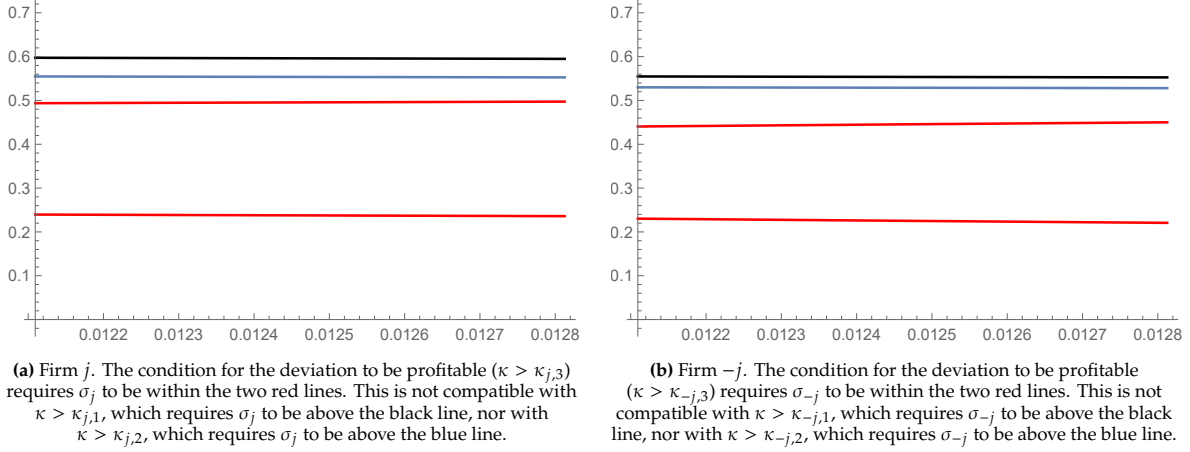 0.7
0.6
0.5
0.4
0.3
0.2
0.1
0.0122 0.0123 0.0124 0.0125 0.0126 0.0127 0.0128
(a) Firm j. The condition for the deviation to be profitable (κ > κj,3)
requires σj to be within the two red lines. This is not compatible with
κ > κj,1, which requires σj to be above the black line, nor with
κ > κj,2, which requires σj to be above the blue line.
0.7
0.6
0.5
0.4
0.3
0.2
0.1
0.0122 0.0123 0.0124 0.0125 0.0126 0.0127 0.0128
(b) Firm −j. The condition for the deviation to be profitable
(κ > κ−j,3) requires σ−j to be within the two red lines. This is not
compatible with κ > κ−j,1, which requires σ−j to be above the black
line, nor with κ > κ−j,2, which requires σ−j to be above the blue line.